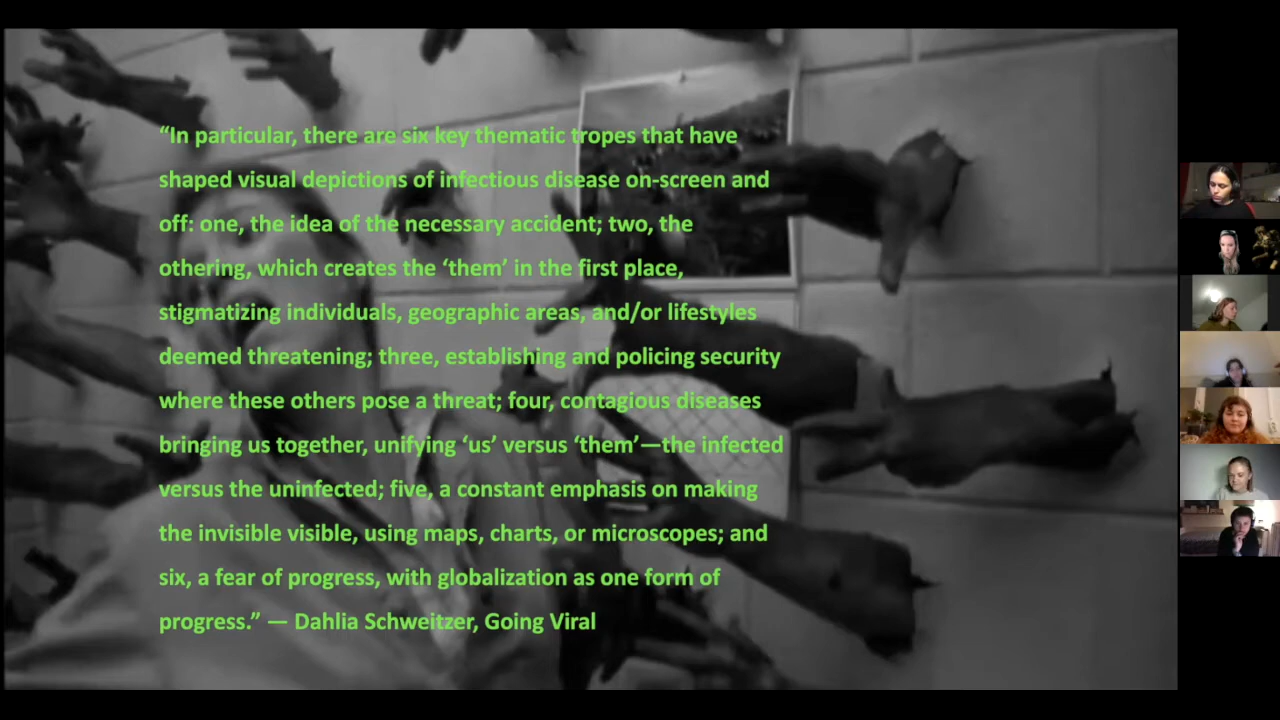 “In particular, there are six key thematic tropes that have
shaped visual depictions of infectious disease on-screen and
off: one, the idea of the necessary accident; two, the
othering, which creates the ‘them’ in the first place,
stigmatizing individuals, geographic areas, and/or lifestyles
deemed threatening; three, establishing and policing security
where these others pose a threat; four, contagious diseases
bringing us together, unifying ‘us’ versus ‘them’—the infected
versus the uninfected; five, a constant emphasis on making
the invisible visible, using maps, charts, or microscopes; and
six, a fear of progress, with globalization as one form of
progress.” — Dahlia Schweitzer, Going Viral